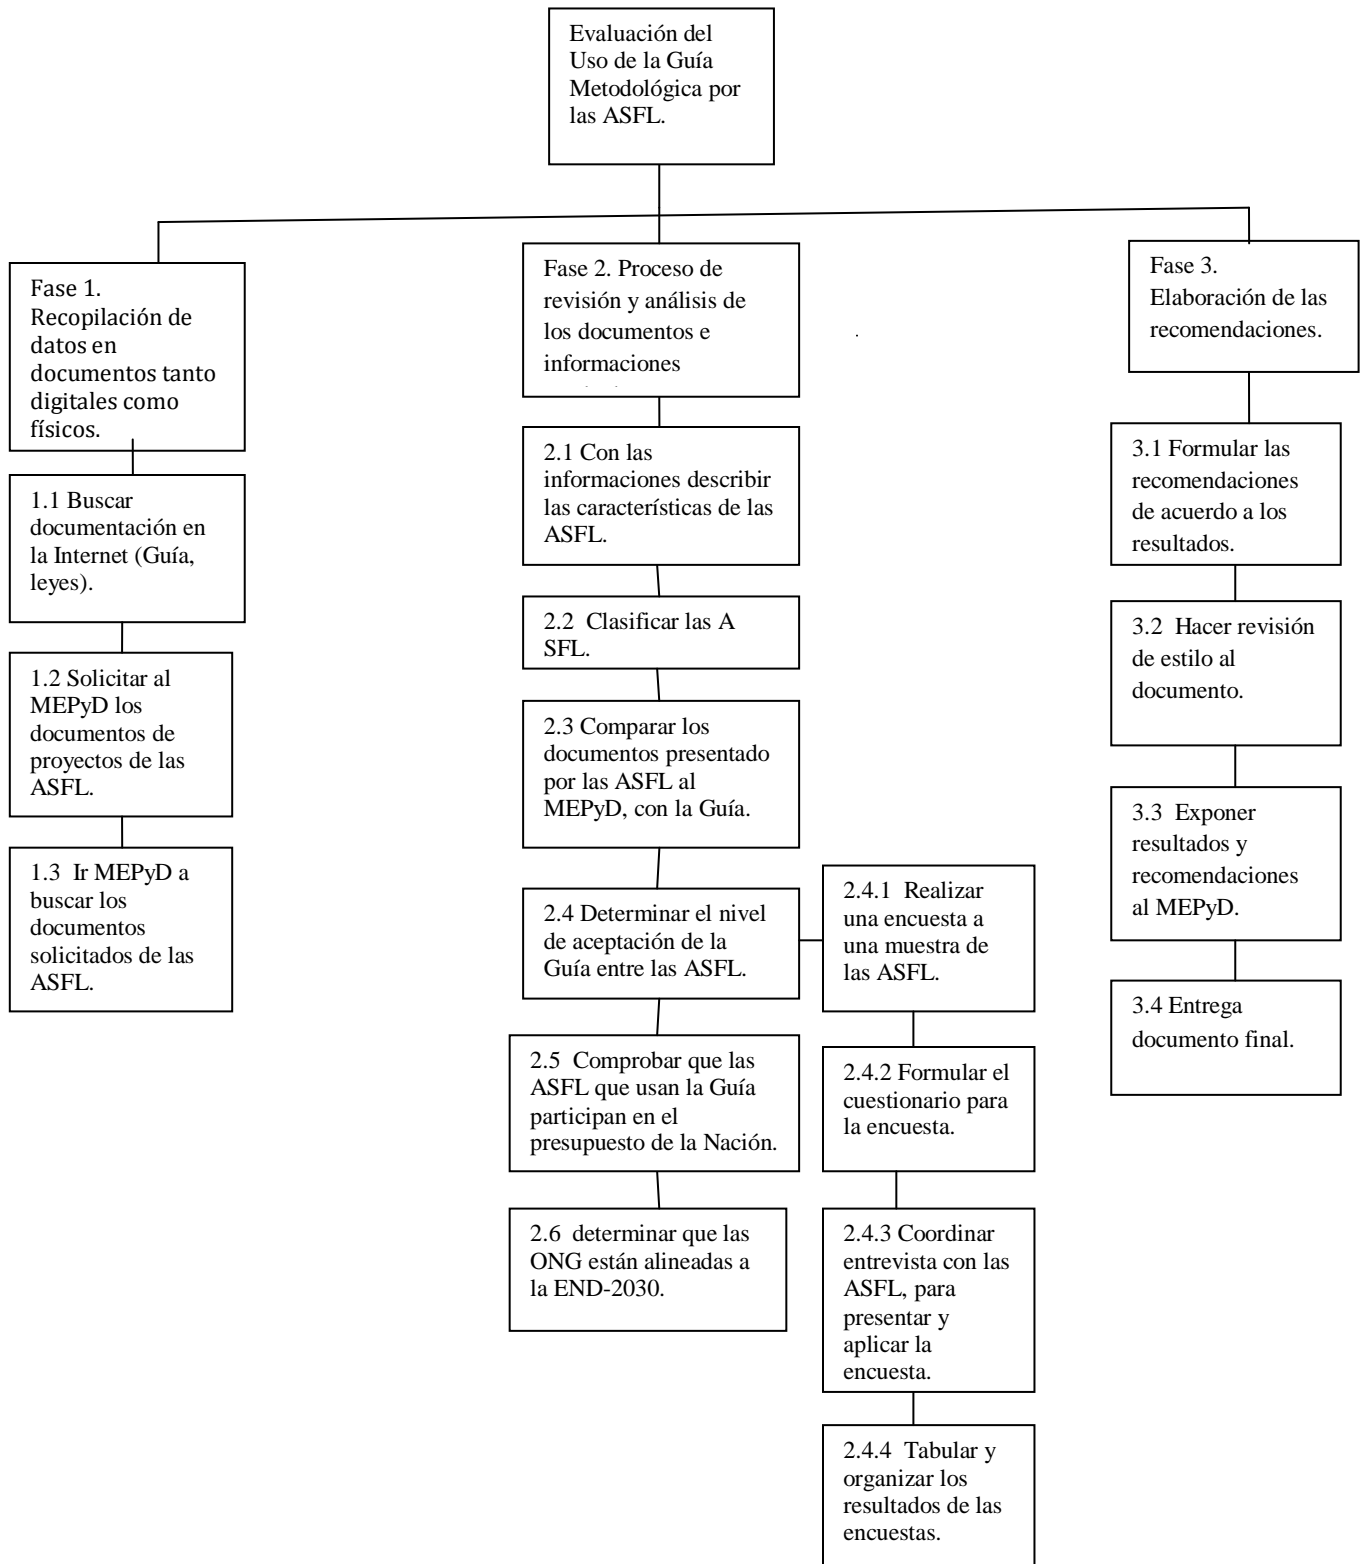 Evaluación del
Uso de la Guía
Metodológica por
las ASFL.
Fase 1.
Recopilación de
datos en
documentos tanto
digitales como
físicos.
1.1 Buscar
documentación en
la Internet (Guía,
leyes).
1.2 Solicitar al
MEPyD los
documentos de
proyectos de las
ASFL.
1.3 Ir MEPyD a
buscar los
documentos
solicitados de las
ASFL.
Fase 2. Proceso de
revisión y análisis de
los documentos e
informaciones
2.1 Con las
informaciones describir
las características de las
ASFL.
2.2 Clasificar las A
SFL.
2.3 Comparar los
documentos presentado
por las ASFL al
MEPyD, con la Guía.
2.4 Determinar el nivel
de aceptación de la
Guía entre las ASFL.
2.4.1 Realizar
una encuesta a
una muestra de
las ASFL.
2.4.2 Formular el
cuestionario para
la encuesta.
2.4.3 Coordinar
entrevista con las
ASFL, para
presentar y
aplicar la
encuesta.
2.4.4 Tabular y
organizar los
resultados de las
encuestas.
2.5 Comprobar que las
ASFL que usan la Guía
participan en el
presupuesto de la
Nación.
2.6 determinar que las
ONG están alineadas a
la END-2030.
Fase 3.
Elaboración de las
recomendaciones.
3.1 Formular las
recomendaciones
de acuerdo a los
resultados.
3.2 Hacer revisión
de estilo al
documento.
3.3 Exponer
resultados y
recomendaciones
al MEPyD.
3.4 Entrega
documento final.